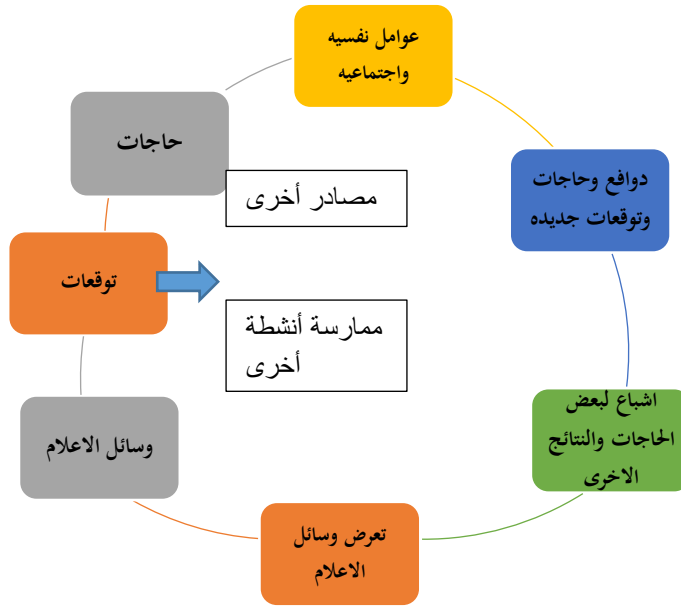 عوامل نفسيه
واجتماعيه
دوافع وحاجات
وتوقعات جديده
اشباع لبعض
الحاجات والنتائج
الاخرى
تعرض وسائل
الاعلام
وسائل الاعلام
توقعات
حاجات
مصادر أخرى
ممارسة أنشطة
أخرى